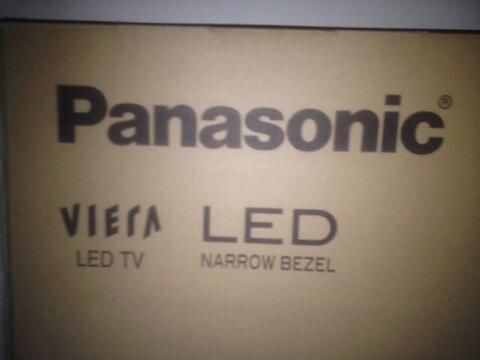 Panasonic®
VIErA LED
LED TV NARROW BEZEL